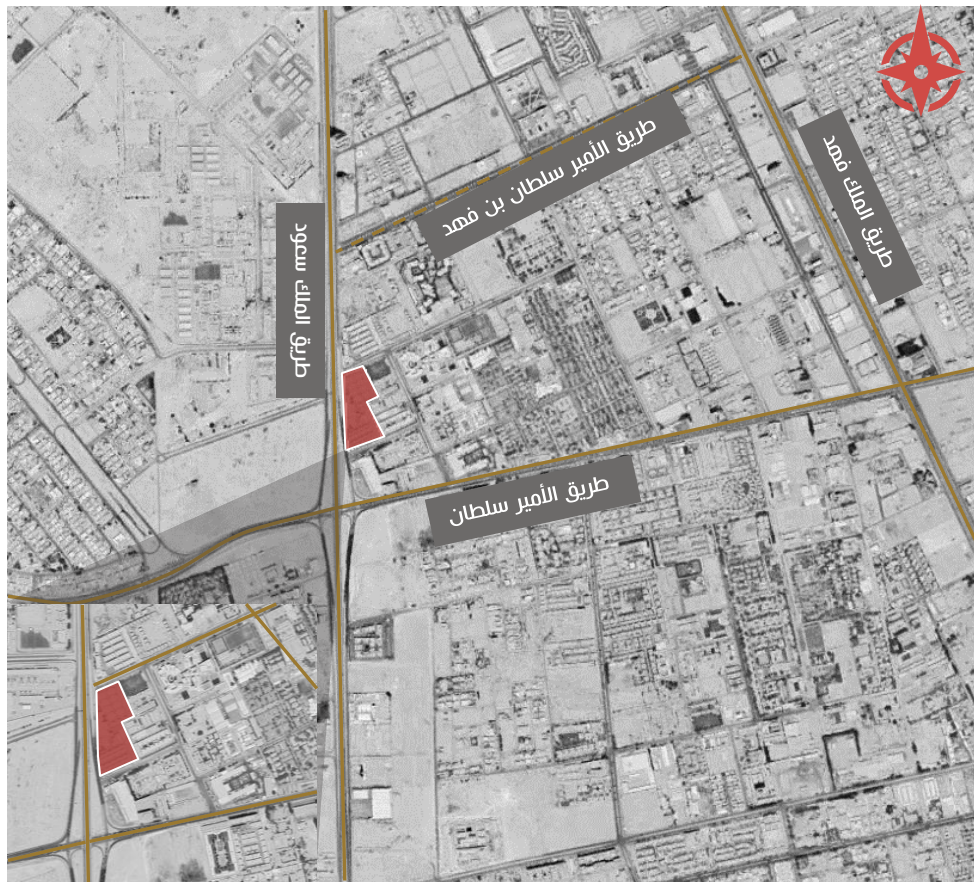 طريق الأمير سلطان بن فهد
طريق الملك فهد
طريق الملك سعود
طريق الأمير سلطان